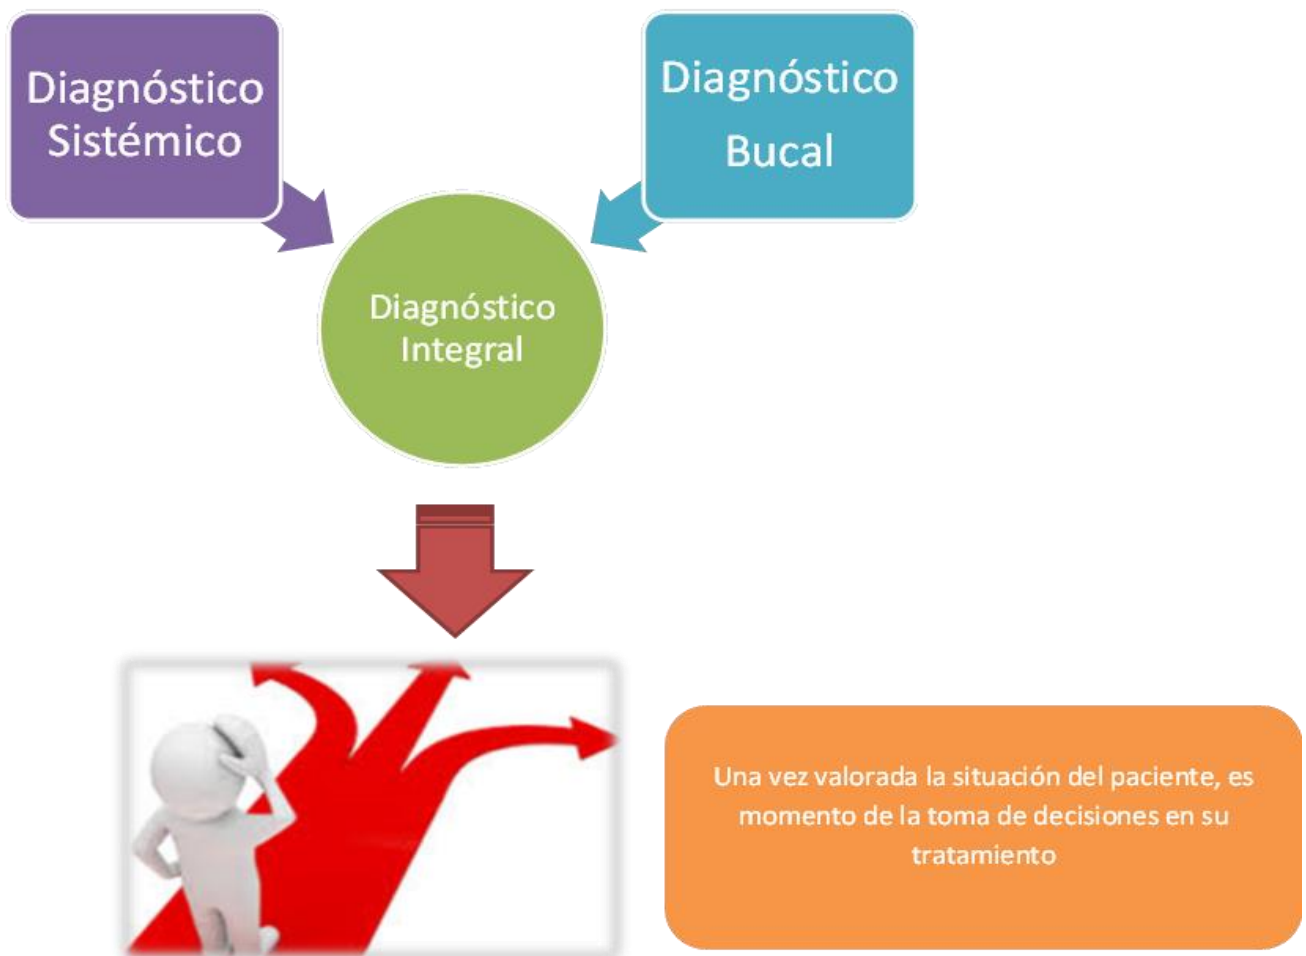 Diagnóstico
Sistémico
Diagnóstico
Bucal
Diagnóstico
Integral
Una vez valorada la situación del paciente, es
momento de la toma de decisiones en su
tratamiento